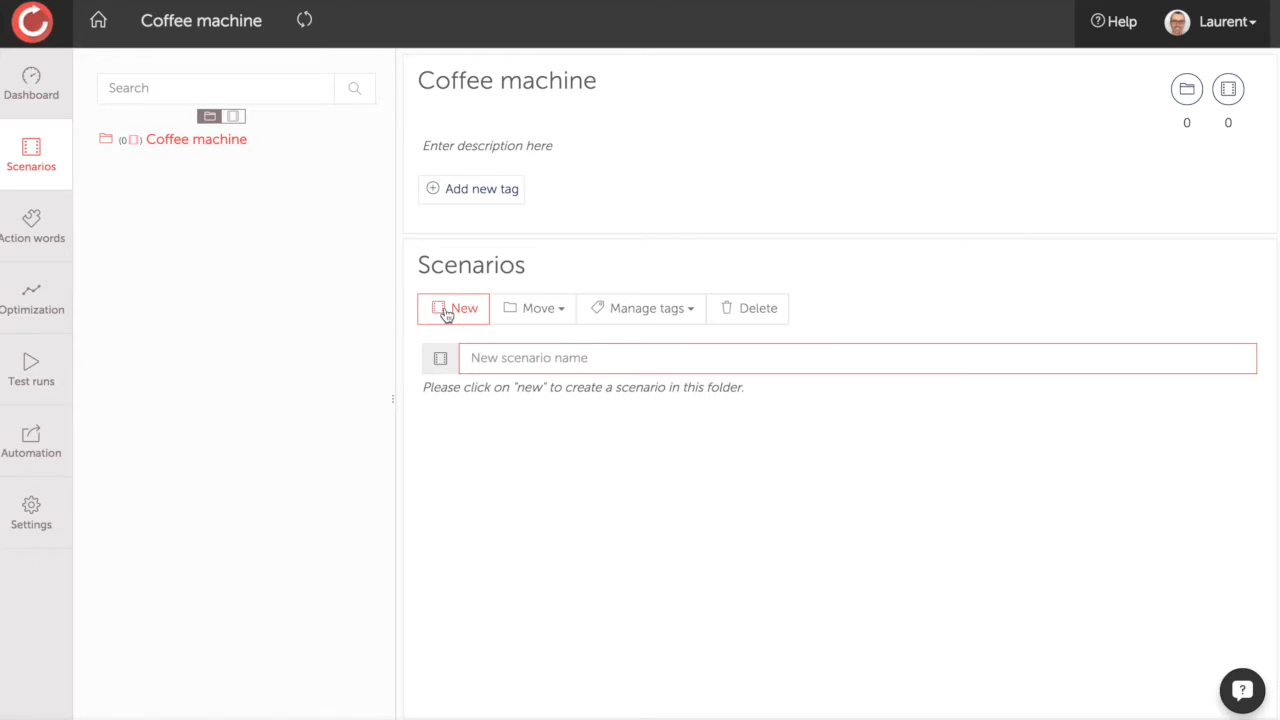 Coffee machine
Help
Laurent
Dashboard
Scenarios
Action words
Optimization
Test runs
Automation
Settings
Search
(0) Coffee machine
Coffee machine
0
0
Enter description here
Add new tag
Scenarios
New
Move
Manage tags
Delete
New scenario name
Please click on "new" to create a scenario in this folder.